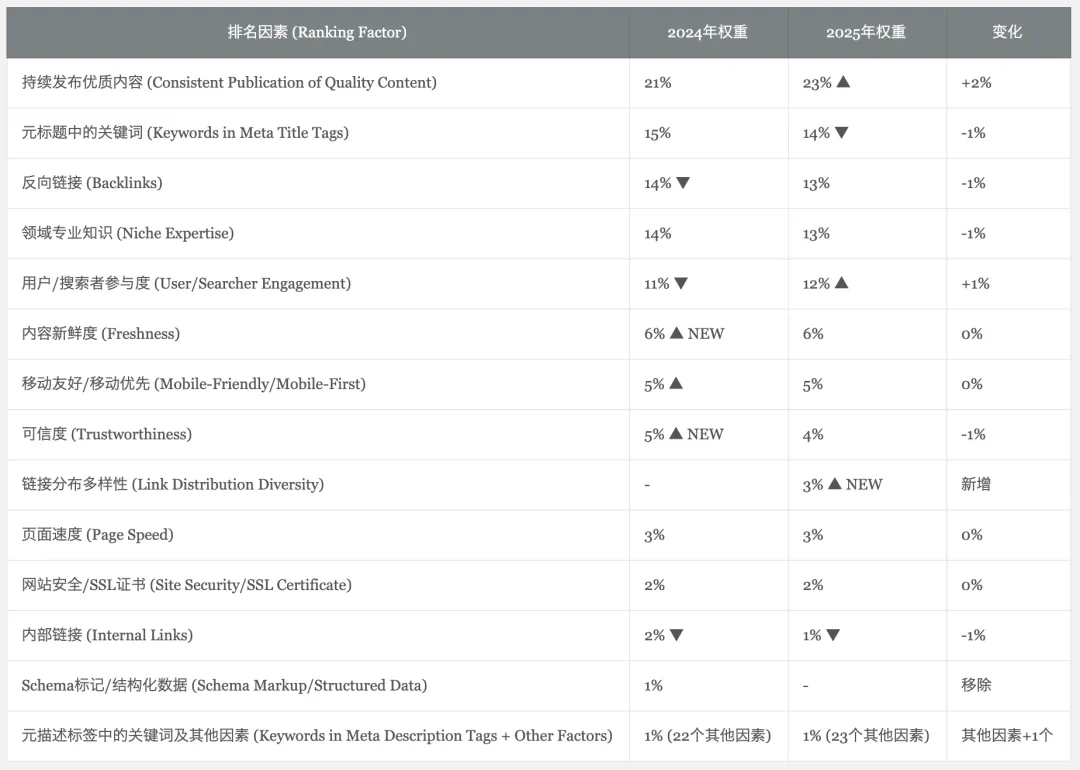 排名因素 (Ranking Factor) 2024年权重 2025年权重 变化
持续发布优质内容 (Consistent Publication of Quality Content) 21% 23% ▲ +2%
元标题中的关键词 (Keywords in Meta Title Tags) 15% 14% ▼ -1%
反向链接 (Backlinks) 14% ▼ 13% -1%
领域专业知识 (Niche Expertise) 14% 13% -1%
用户/搜索者参与度 (User/Searcher Engagement) 11% ▼ 12% ▲ +1%
内容新鲜度 (Freshness) 6% ▲ NEW 6% 0%
移动友好/移动优先 (Mobile-Friendly/Mobile-First) 5% ▲ 5% 0%
可信度 (Trustworthiness) 5% ▲ NEW 4% -1%
链接分布多样性 (Link Distribution Diversity) - 3% ▲ NEW 新增
页面速度 (Page Speed) 3% 3% 0%
网站安全/SSL证书 (Site Security/SSL Certificate) 2% 2% 0%
内部链接 (Internal Links) 2% ▼ 1% ▼ -1%
Schema标记/结构化数据 (Schema Markup/Structured Data) 1% - 移除
元描述标签中的关键词及其他因素 (Keywords in Meta Description Tags + Other Factors) 1% (22个其他因素) 1% (23个其他因素) 其他因素+1个